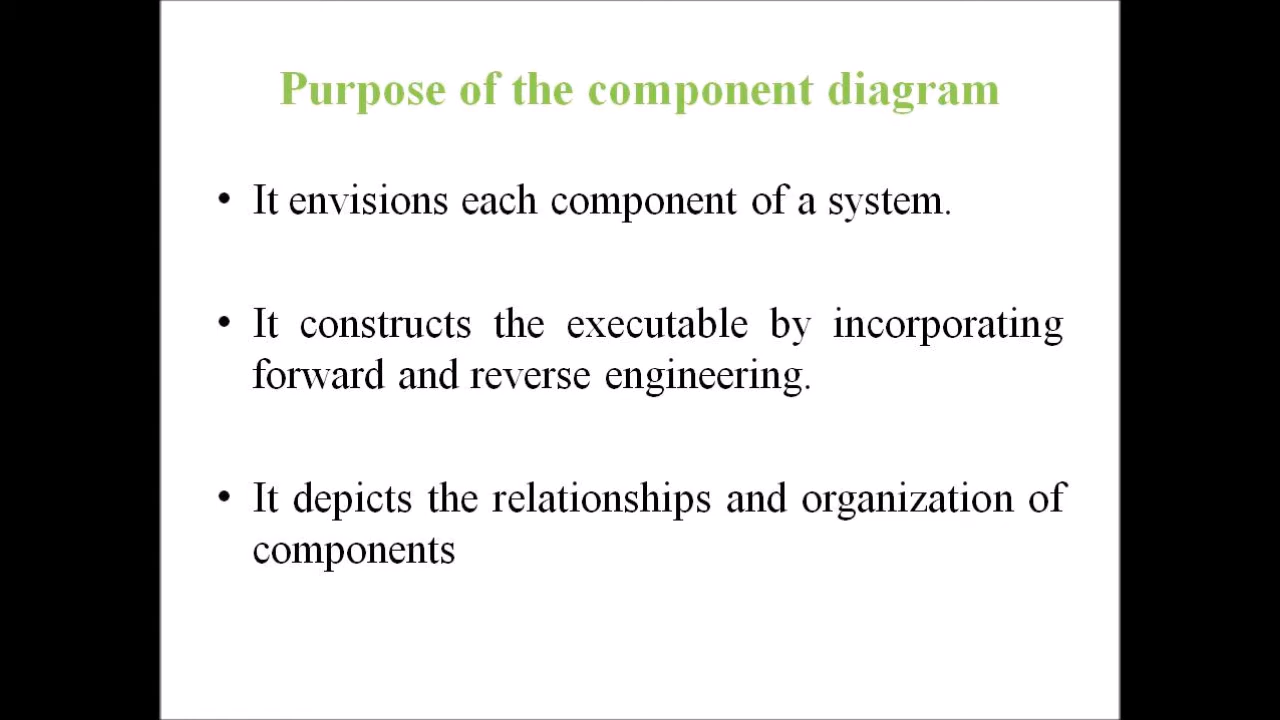 Purpose of the component diagram
• It envisions each component of a system.
• It constructs the executable by incorporating
forward and reverse engineering.
• It depicts the relationships and organization of
components